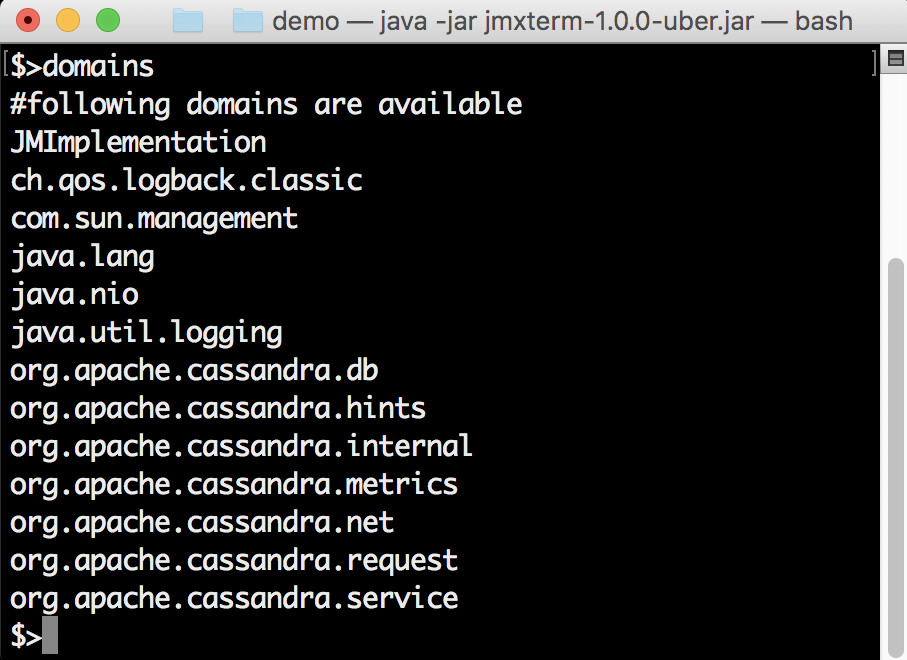 demo — java -jar jmxterm-1.0.0-uber.jar — bash
$>domains
#following domains are available
JMImplementation
ch.qos.logback.classic
com.sun.management
java.lang
java.nio
java.util.logging
org.apache.cassandra.db
org.apache.cassandra.hints
org.apache.cassandra.internal
org.apache.cassandra.metrics
org.apache.cassandra.net
org.apache.cassandra.request
org.apache.cassandra.service
$>